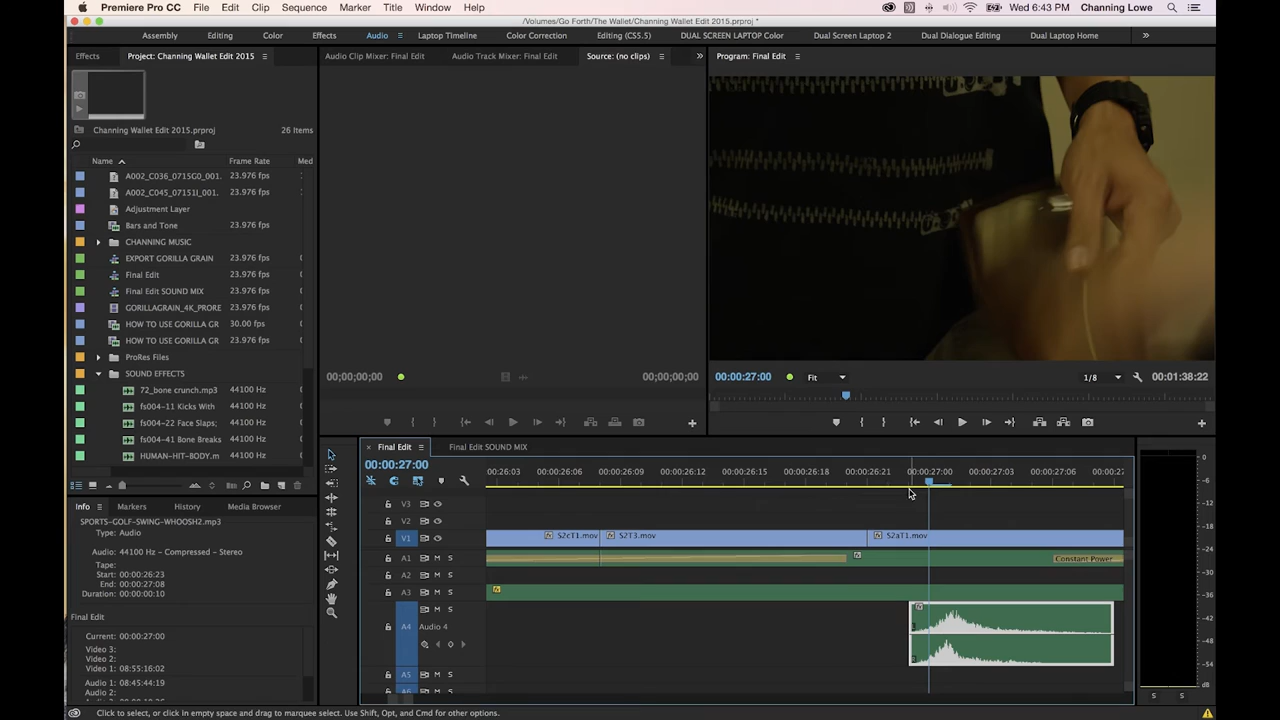 Premiere Pro CC File Edit Clip Sequence Marker Title Window Help Wed 6:43 PM Channing Lowe
/Volumes/Go Forth/The Wallet/Channing Wallet Edit 2015.prproj *
Assembly Editing Color Effects Audio Laptop TImeline Color Correction Editing (CS5.5) DUAL SCREEN LAPTOP Color Dual Screen Laptop 2 Dual Dialogue Editing Dual Laptop Home »
Effects Project: Channing Wallet Edit 2015 Audio Clip Mixer: Final Edit Audio Track Mixer: Final Edit Source: (no clips) » Program: Final Edit
Channing Wallet Edit 2015.prproj
26 Items
Name Frame Rate Med
A002_C036_0715G0_001. 23.976 fps
A002_C045_07151I_001. 23.976 fps
Adjustment Layer
Bars and Tone 23.976 fps
CHANNING MUSIC
EXPORT GORILLA GRAIN 23.976 fps
Final Edit 23.976 fps
Final Edit SOUND MIX 23.976 fps
GORILLAGRAIN_4K_PRORE 23.976 fps
HOW TO USE GORILLA GR 30.00 fps
HOW TO USE GORILLA GR 23.976 fps
ProRes Files
SOUND EFFECTS
72_bone crunch.mp3 44100 Hz
fs004-11 Kicks With 44100 Hz
fs004-22 Face Slaps; 44100 Hz
fs004-41 Bone Breaks 44100 Hz
HUMAN-HIT-BODY.m 44100 Hz
00;00;00;00 00;00;00;00
00:00:27:00 Fit 1/8 00:01:38:22
Final Edit Final Edit SOUND MIX
00:00:27:00
00:26:03 00:00:26:06 00:00:26:09 00:00:26:12 00:00:26:15 00:00:26:18 00:00:26:21 00:00:27:00 00:00:27:03 00:00:27:06 00:00:27
V3
V2
V1 S2cT1.mov S2T3.mov S2aT1.mov
A1 M S Constant Power
A2 M S
A3 M S
M S
A4 Audio 4
A5 M S
A6 M S
Info Markers History Media Browser
SPORTS-GOLF-SWING-WHOOSH2.mp3
Type: Audio
Audio: 44100 Hz - Compressed - Stereo
Tape:
Start: 00:00:26:23
End: 00:00:27:08
Duration: 00:00:00:10
Final Edit
Current: 00:00:27:00
Video 3:
Video 2:
Video 1: 08:55:16:02
Audio 1: 08:45:44:19
0
-6
-12
-18
-24
-30
-36
-42
-48
-54
dB
S S
Click to select, or click in empty space and drag to marquee select. Use Shift, Opt, and Cmd for other options.